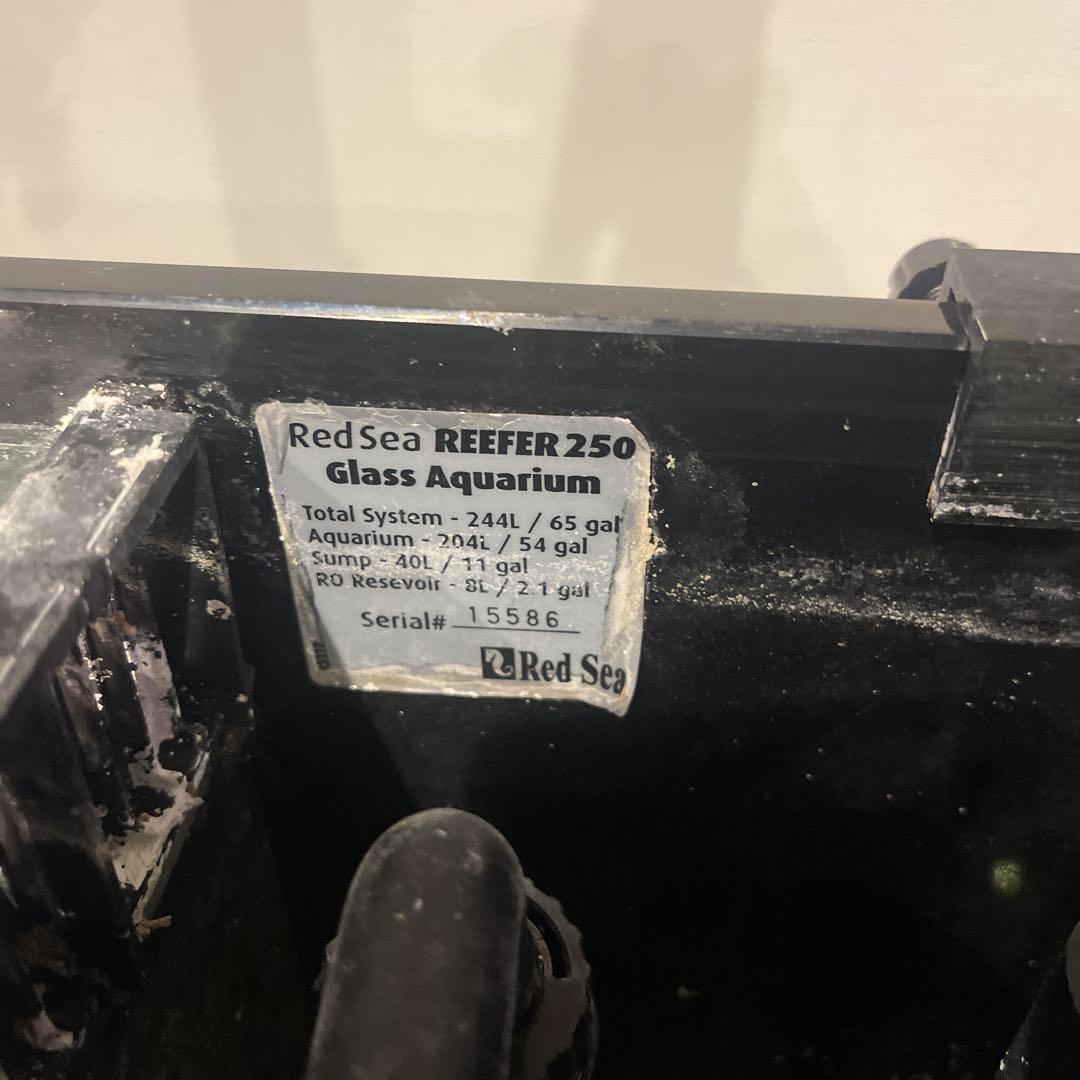 Red Sea REEFER 250
Glass Aquarium
Total System - 244L / 65 gal
Aquarium - 204L / 54 gal
Sump - 40L / 11 gal
RO Resevoir - 8L / 2.1 gal
Serial# 15586
Red Sea